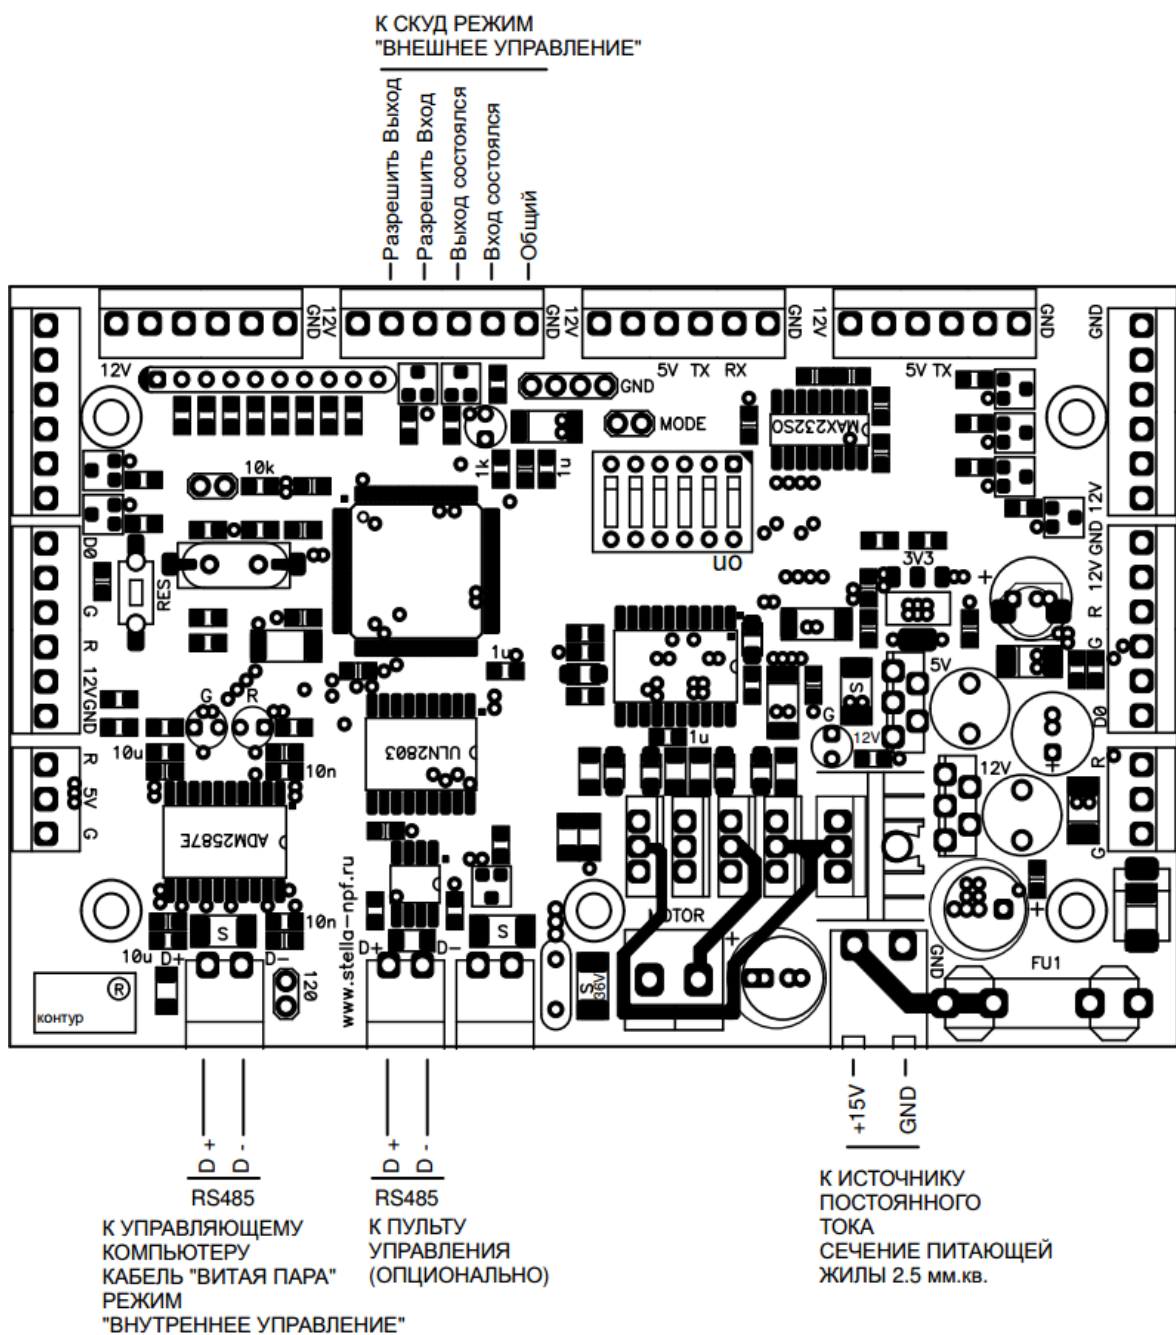 К СКУД РЕЖИМ
"ВНЕШНЕЕ УПРАВЛЕНИЕ"
Разрешить Выход
Разрешить Вход
Выход состоялся
Вход состоялся
Общий
GND 12V GND 12V GND 12V GND GND
12V
5V TX RX
5V TX
GND
MODE
MAX232SO
10k
1k
1u
12V
D0
RES
G
R
12V
GND
uo
3V3
+
GND
12V
R
G
D0
1u
5V
G R
10u
10n
ULN2803
1u
G
12V
12V
+
R
5V
G
ADM2587E
R
G
10u
10n
S
S
S
D+ D-
D+ D-
120
www.stella-npf.ru
MOTOR
+
S
36V
GND
+
FU1
®
контур
D +
D -
RS485
К УПРАВЛЯЮЩЕМУ
КОМПЬЮТЕРУ
КАБЕЛЬ "ВИТАЯ ПАРА"
РЕЖИМ
"ВНУТРЕННЕЕ УПРАВЛЕНИЕ"
D +
D -
RS485
К ПУЛЬТУ
УПРАВЛЕНИЯ
(ОПЦИОНАЛЬНО)
+15V
GND
К ИСТОЧНИКУ
ПОСТОЯННОГО
ТОКА
СЕЧЕНИЕ ПИТАЮЩЕЙ
ЖИЛЫ 2.5 мм.кв.